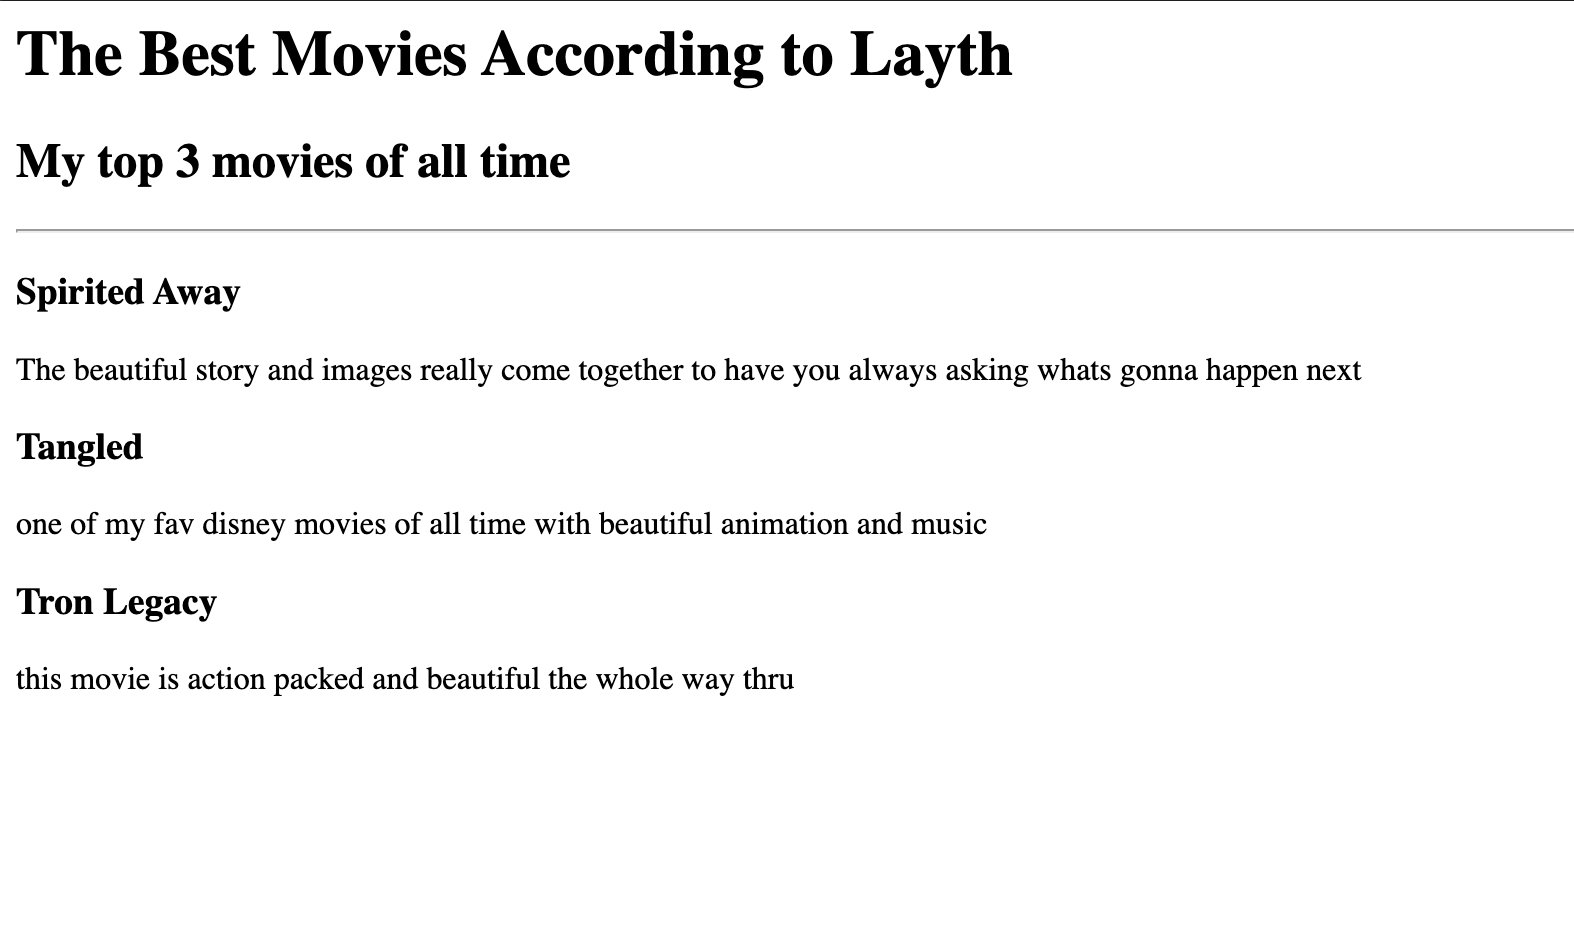 The Best Movies According to Layth
My top 3 movies of all time
Spirited Away
The beautiful story and images really come together to have you always asking whats gonna happen next
Tangled
one of my fav disney movies of all time with beautiful animation and music
Tron Legacy
this movie is action packed and beautiful the whole way thru